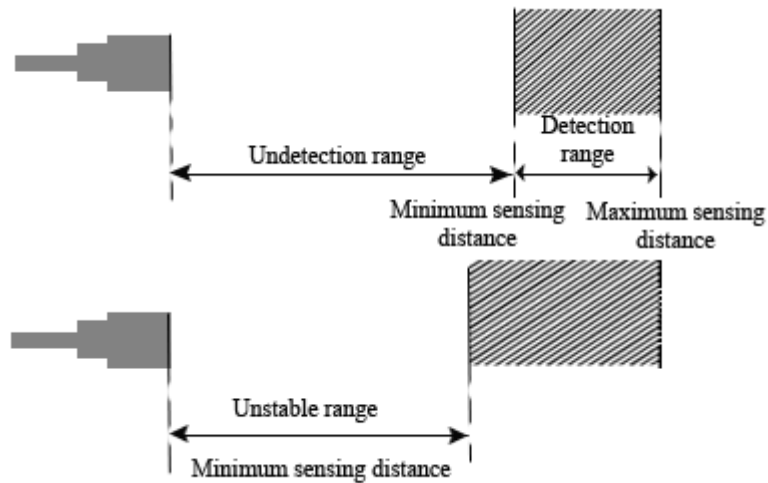 Undetection range
Detection
range
Minimum sensing
distance
Maximum sensing
distance
Unstable range
Minimum sensing distance